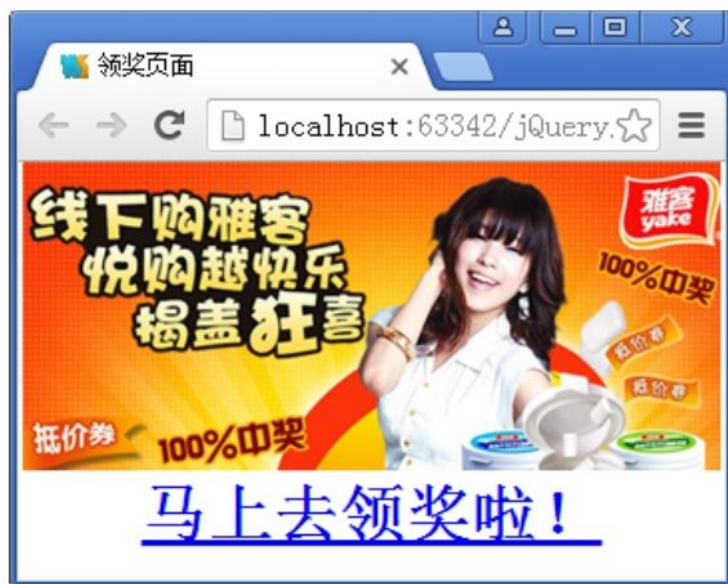 领奖页面
localhost:63342/jQuery.
线下购雅客
悦购越快乐
揭盖狂喜
雅客
yake
100%中奖
抵价券
抵价券
抵价券
100%中奖
马上去领奖啦！